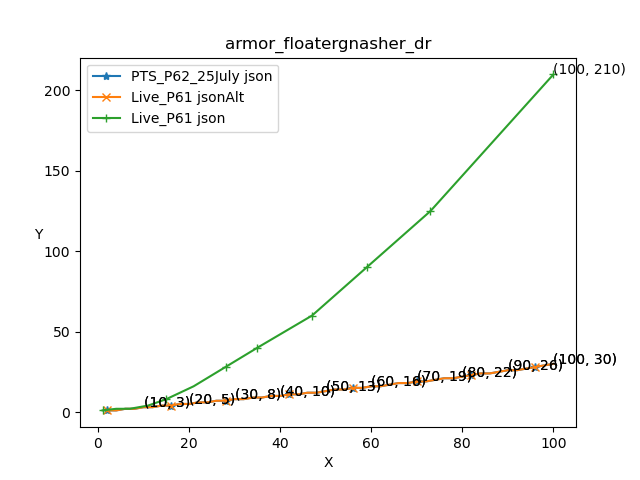 armor_floatergnasher_dr
PTS_P62_25July json
Live_P61 jsonAlt
Live_P61 json
(100, 210)
200
150
Y
100
50
0
(10, 3)
(20, 5)
(30, 8)
(40, 10)
(50, 13)
(60, 16)
(70, 19)
(80, 22)
(90, 26)
(100, 30)
0 20 40 60 80 100
X